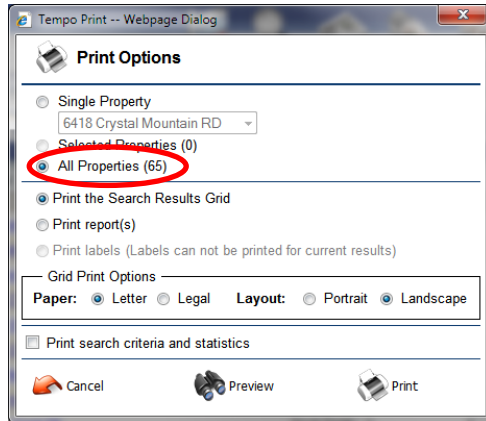 Tempo Print -- Webpage Dialog
Print Options
Single Property
6418 Crystal Mountain RD
Selected Properties (0)
All Properties (65)
Print the Search Results Grid
Print report(s)
Print labels (Labels can not be printed for current results)
Grid Print Options
Paper: Letter Legal Layout: Portrait Landscape
Print search criteria and statistics
Cancel Preview Print